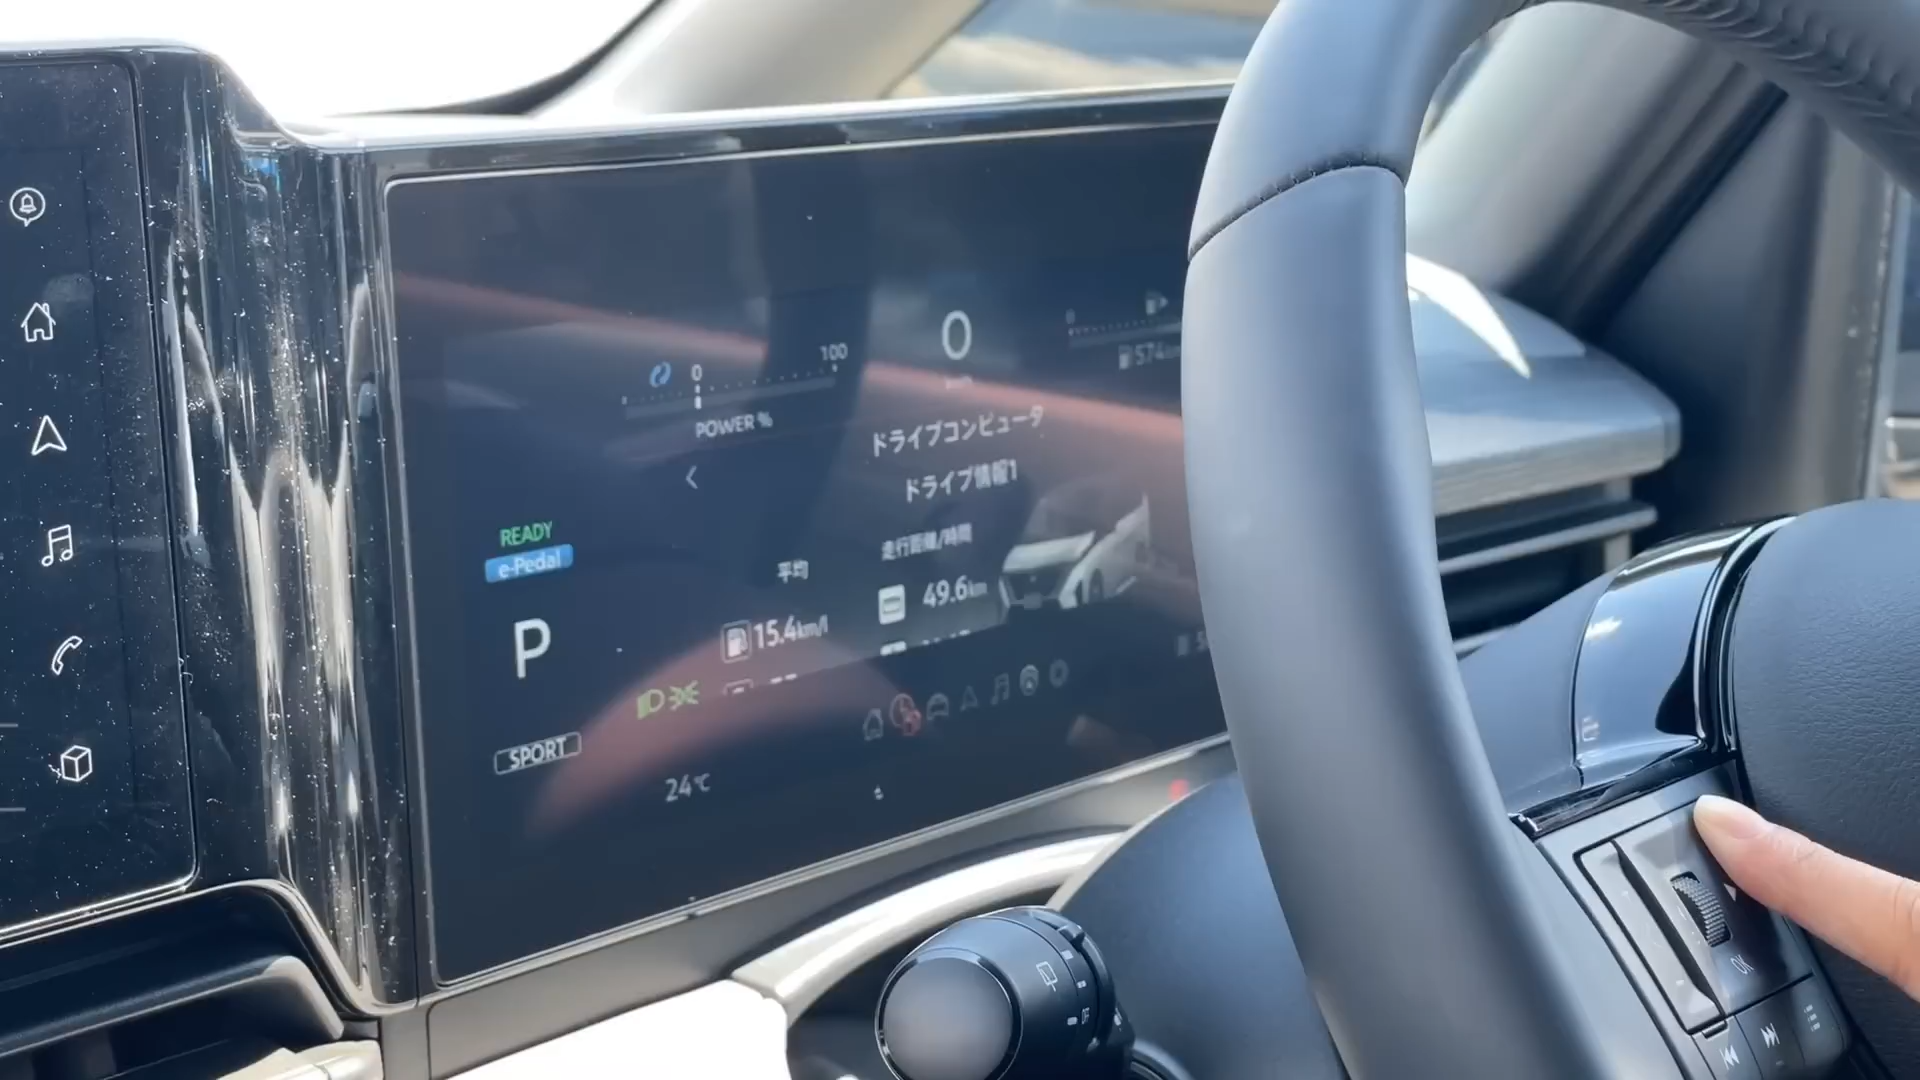 0
100
POWER %
0
km/h
0
574
ドライブコンピュータ
ドライブ情報1
READY
e-Pedal
平均
走行距離/時間
15.4km/l
49.6km
P
SPORT
24℃
OK